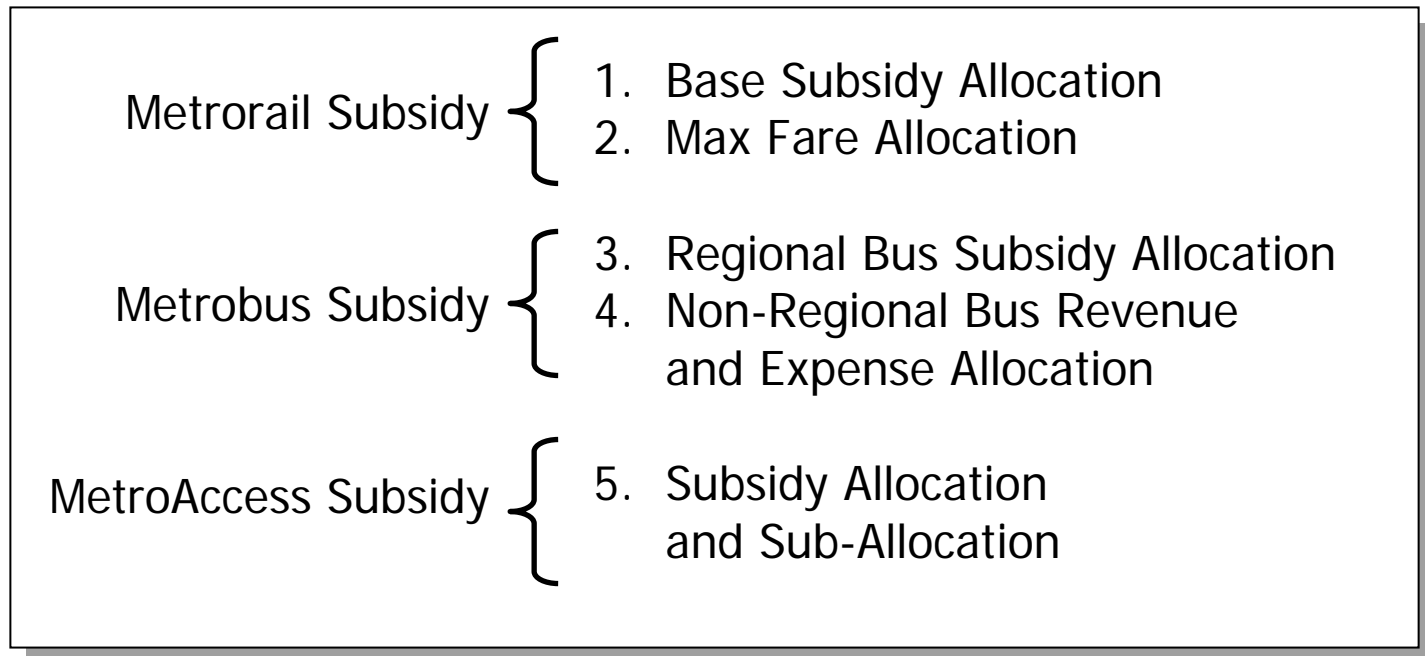 Metrorail Subsidy
1. Base Subsidy Allocation
2. Max Fare Allocation
Metrobus Subsidy
3. Regional Bus Subsidy Allocation
4. Non-Regional Bus Revenue
and Expense Allocation
MetroAccess Subsidy
5. Subsidy Allocation
and Sub-Allocation